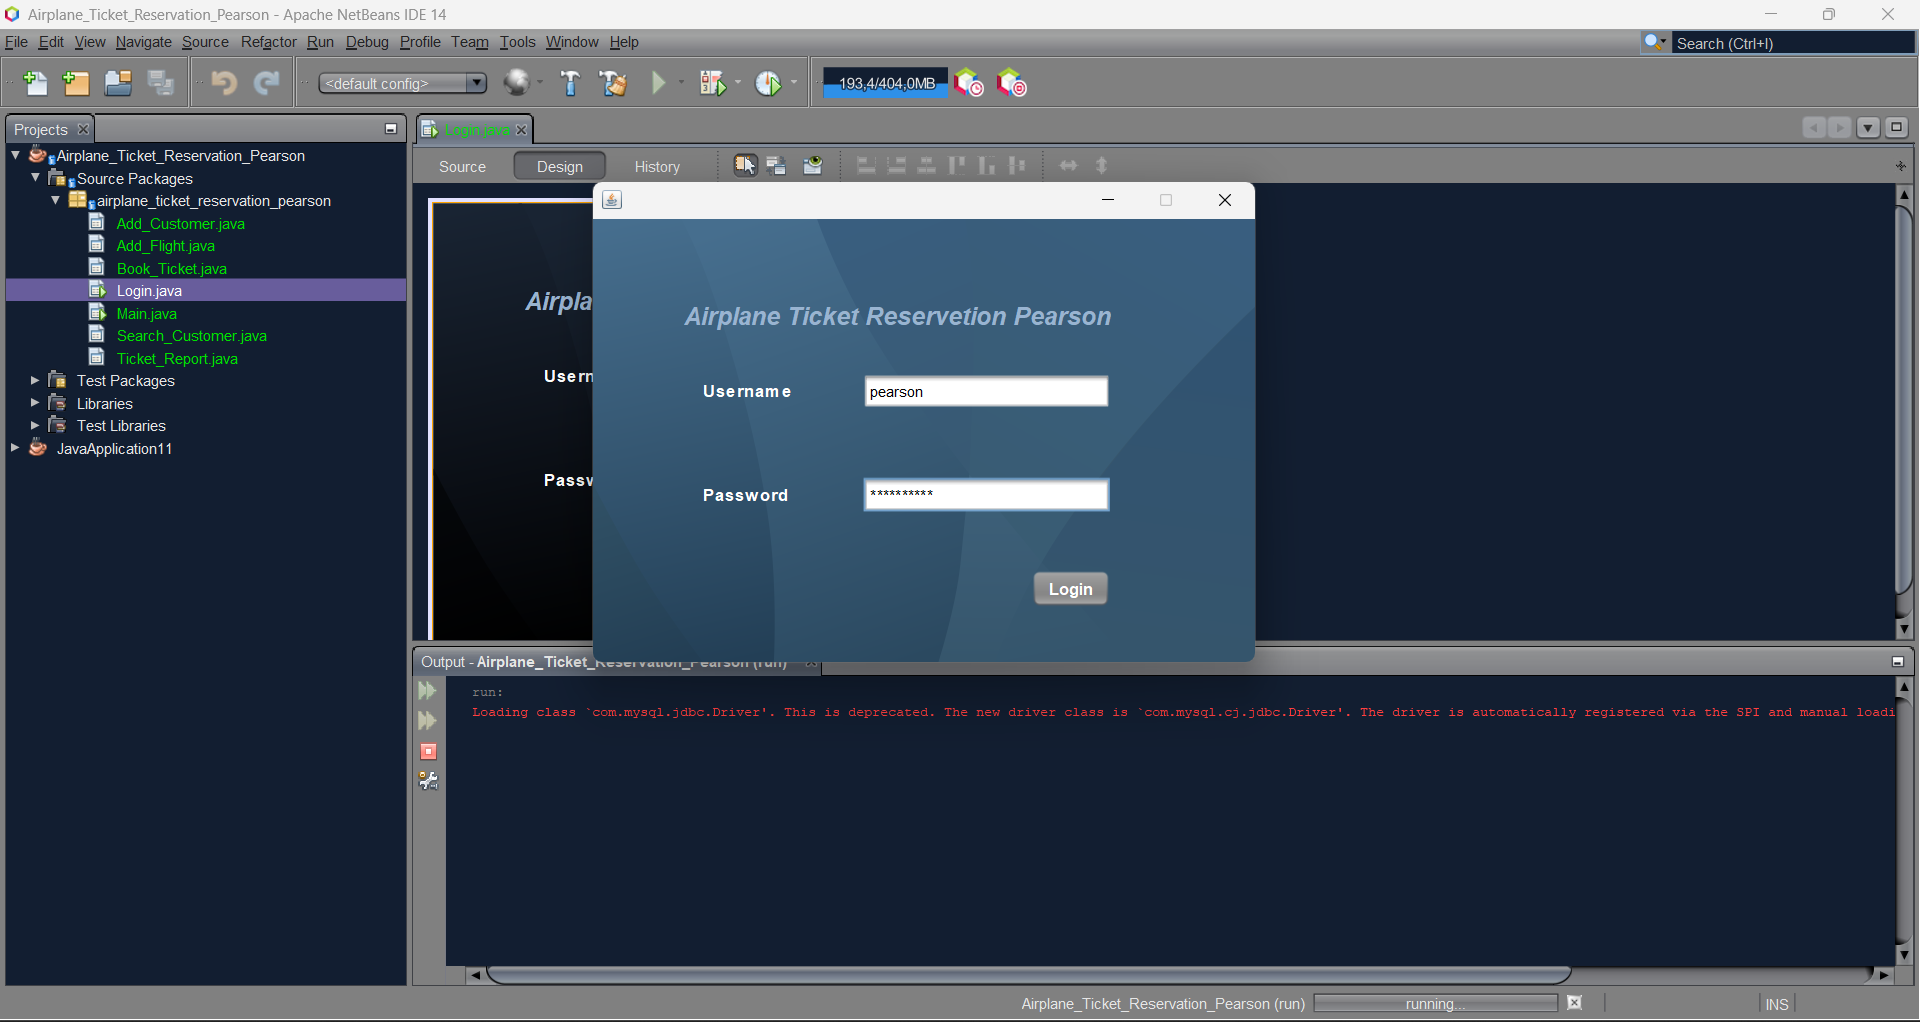 Airplane_Ticket_Reservation_Pearson - Apache NetBeans IDE 14
File Edit View Navigate Source Refactor Run Debug Profile Team Tools Window Help
Search (Ctrl+I)
<default config>
193,4/404,0MB
Projects
Login.java
Airplane_Ticket_Reservation_Pearson
Source Packages
airplane_ticket_reservation_pearson
Add_Customer.java
Add_Flight.java
Book_Ticket.java
Login.java
Main.java
Search_Customer.java
Ticket_Report.java
Test Packages
Libraries
Test Libraries
JavaApplication11
Source Design History
Airpla
Usern
Passw
Airplane Ticket Reservetion Pearson
Username
pearson
Password
**********
Login
Output - Airplane_Ticket_Reservation_Pearson (run)
run:
Loading class `com.mysql.jdbc.Driver'. This is deprecated. The new driver class is `com.mysql.cj.jdbc.Driver'. The driver is automatically registered via the SPI and manual loadi
Airplane_Ticket_Reservation_Pearson (run)
running...
INS